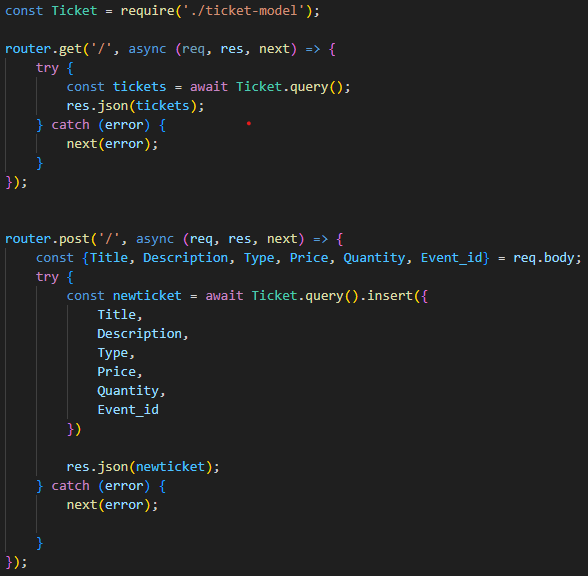 const Ticket = require('./ticket-model');
router.get('/', async (req, res, next) => {
try {
const tickets = await Ticket.query();
res.json(tickets);
} catch (error) {
next(error);
}
});
router.post('/', async (req, res, next) => {
const {Title, Description, Type, Price, Quantity, Event_id} = req.body;
try {
const newticket = await Ticket.query().insert({
Title,
Description,
Type,
Price,
Quantity,
Event_id
})
res.json(newticket);
} catch (error) {
next(error);
}
});